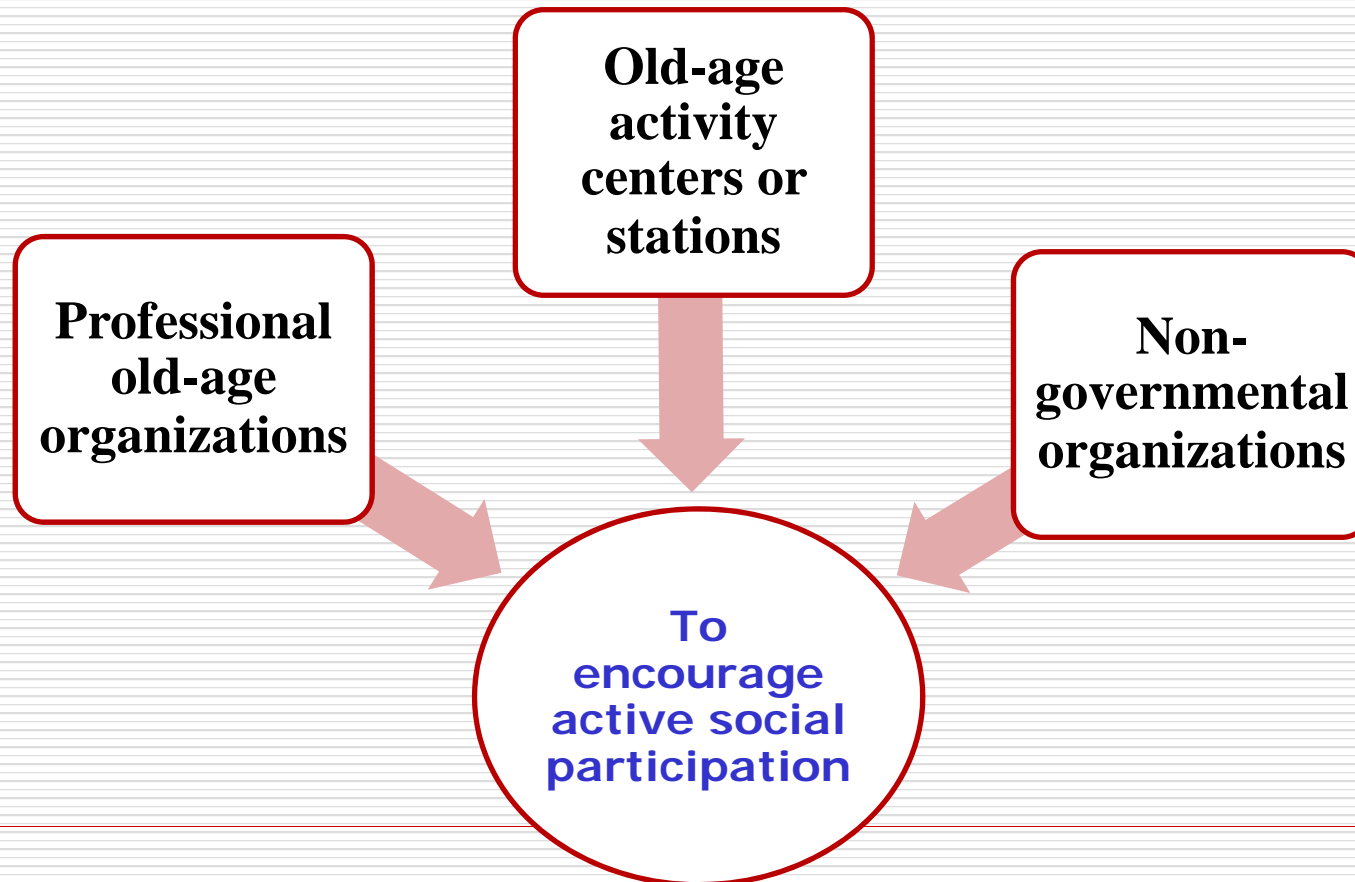 Old-age
activity
centers or
stations
Professional
old-age
organizations
Non-
governmental
organizations
To
encourage
active social
participation